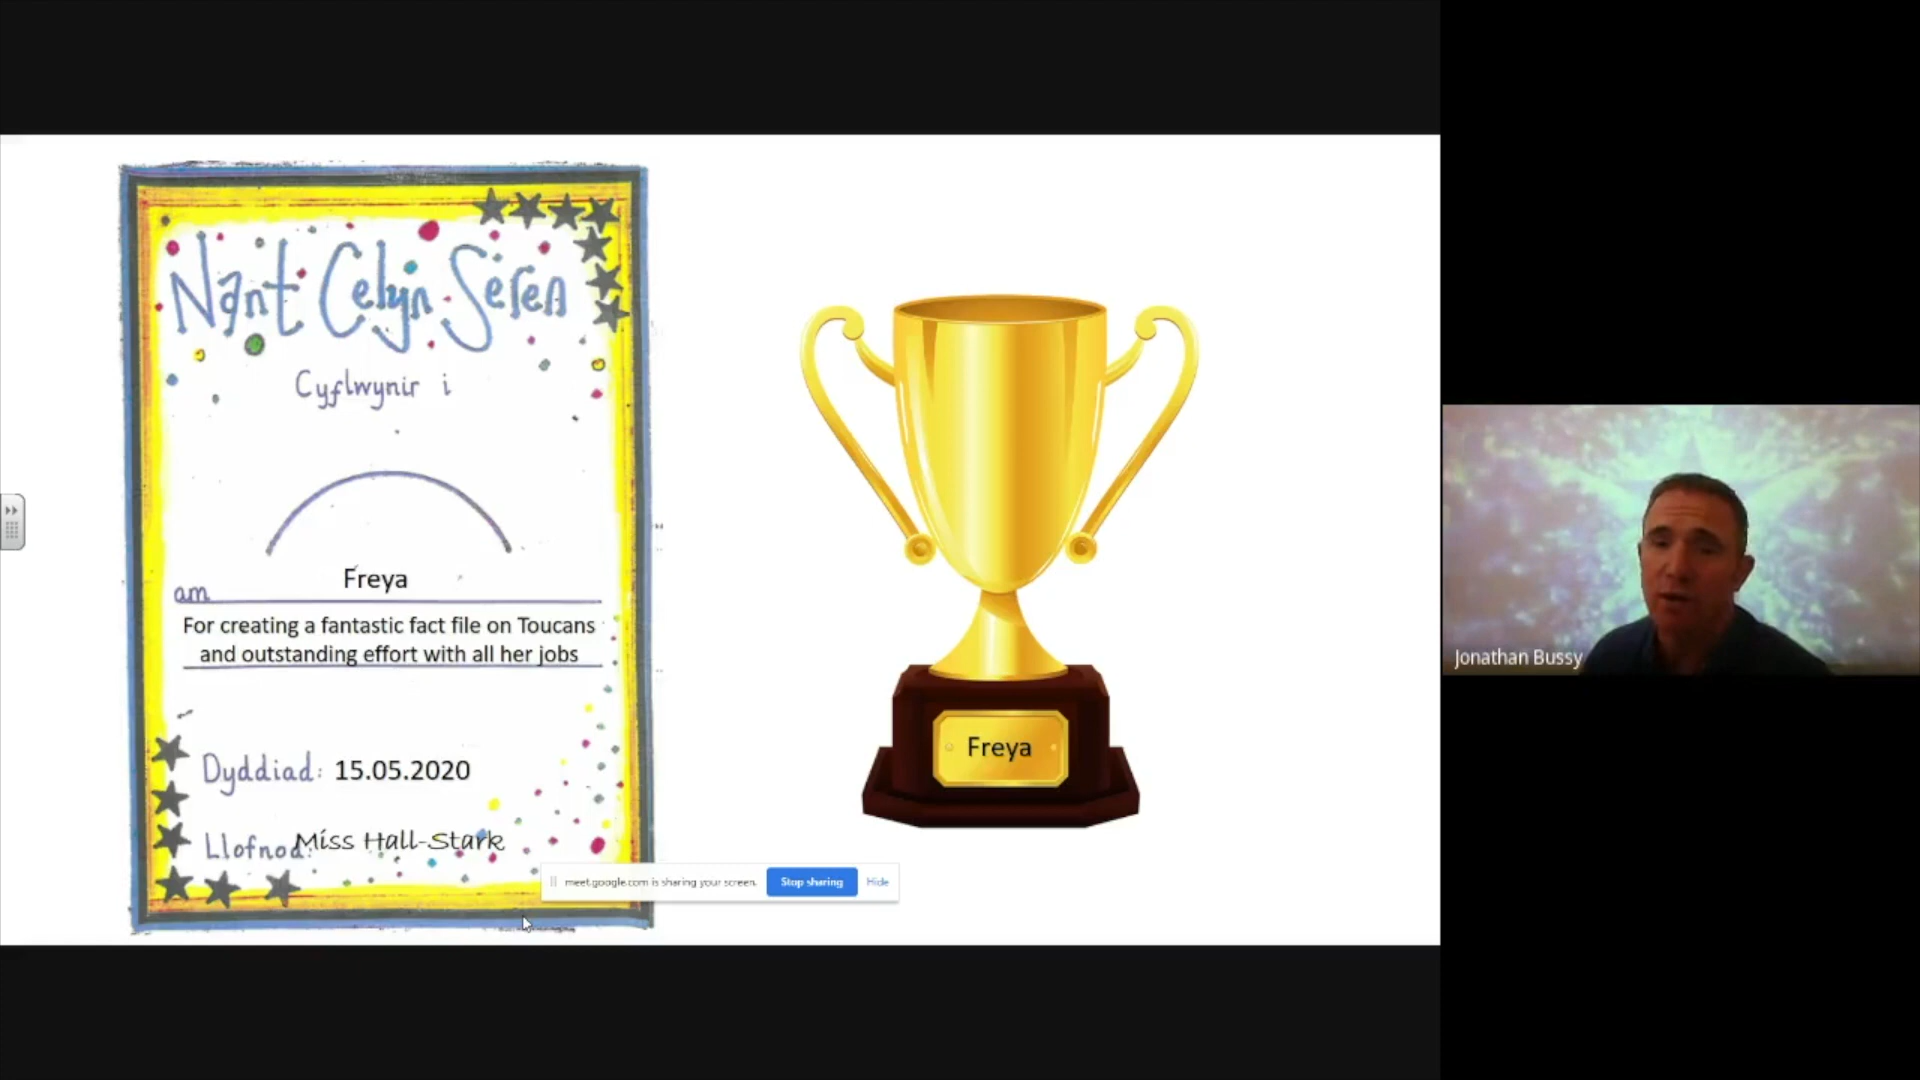 Nant Celyn Seren
Cyflwynir i
Freya
am
For creating a fantastic fact file on Toucans
and outstanding effort with all her jobs
Dyddiad: 15.05.2020
Llofnod: Miss Hall-Stark
Freya
meet.google.com is sharing your screen. Stop sharing Hide
Jonathan Bussy